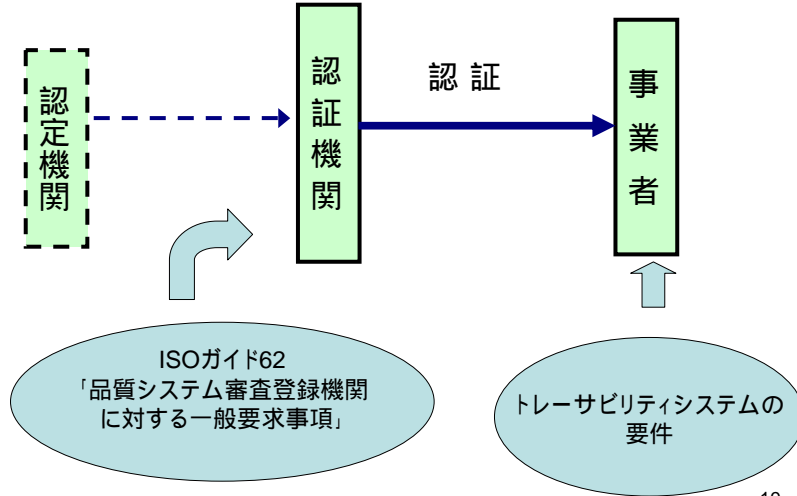 認定機関
認証機関
認 証
事業者
ISOガイド62
「品質システム審査登録機関
に対する一般要求事項」
トレーサビリティシステムの
要件